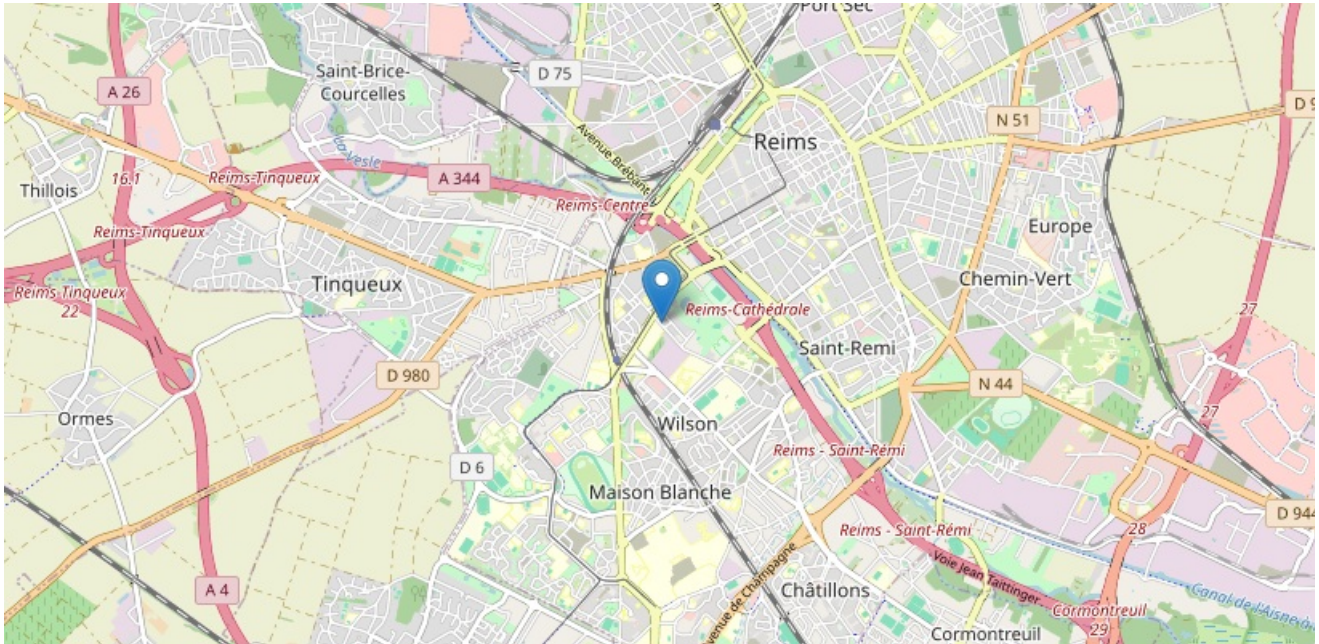 Port Sec
Saint-Brice-
Courcelles
D 75
A 26
D 9
N 51
Avenue Brébant
Reims
La Vesle
Thillois
16.1
Reims-Tinqueux
A 344
Reims-Centre
Reims-Tinqueux
Europe
Tinqueux
Chemin-Vert
Reims Tinqueux
22
Reims-Cathédrale
27
Saint-Remi
D 980
N 44
Ormes
27
Wilson
Reims - Saint-Rémi
D 6
Maison Blanche
D 944
Reims - Saint-Rémi
28
Voie Jean Taittinger
A 4
Avenue de Champagne
Châtillons
Canal de l'Aisne
Cormontreuil
29
Cormontreuil